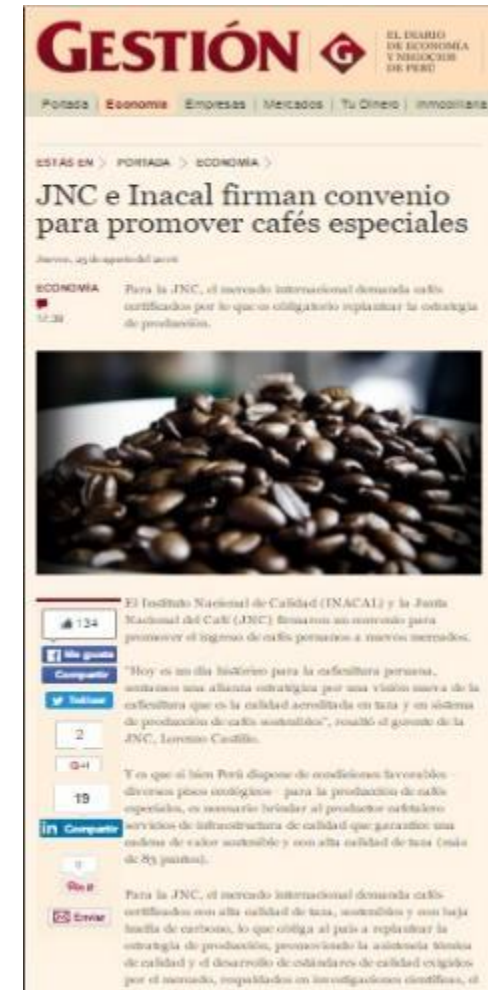 GESTIÓN G
EL DIARIO
DE ECONOMÍA
Y NEGOCIOS
DE PERÚ
Portada | Economía Empresas | Mercados | Tu Dinero | Inmobiliaria
ESTÁS EN > PORTADA > ECONOMÍA >
JNC e Inacal firman convenio
para promover cafés especiales
Jueves, 25 de agosto del 2016
ECONOMÍA
Para la JNC, el mercado internacional demanda cafés
certificados por lo que es obligatorio replantear la estrategia
de producción.
134
Me gusta
Compartir
Twittear
2
G+1
19
in Compartir
0
Pin it
Enviar
El Instituto Nacional de Calidad (INACAL) y la Junta
Nacional del Café (JNC) firmaron un convenio para
promover el ingreso de cafés peruanos a nuevos mercados.
"Hoy es un día histórico para la caficultura peruana,
sentamos una alianza estratégica por una visión nueva de la
caficultura que es la calidad acreditada en taza y en sistema
de producción de cafés sostenibles", resaltó el gerente de la
JNC, Lorenzo Castillo.
Y es que si bien Perú dispone de condiciones favorables
diversos pisos ecológicos para la producción de cafés
especiales, es necesario brindar al productor cafetalero
servicios de infraestructura de calidad que garantice una
cadena de valor sostenible y con alta calidad de taza (más
de 83 puntos).
Para la JNC, el mercado internacional demanda cafés
certificados con alta calidad de taza, sostenibles y con baja
huella de carbono, lo que obliga al país a replantear la
estrategia de producción, promoviendo la asistencia técnica
de calidad y el desarrollo de estándares de calidad exigidos
por el mercado, respaldados en investigaciones científicas, el